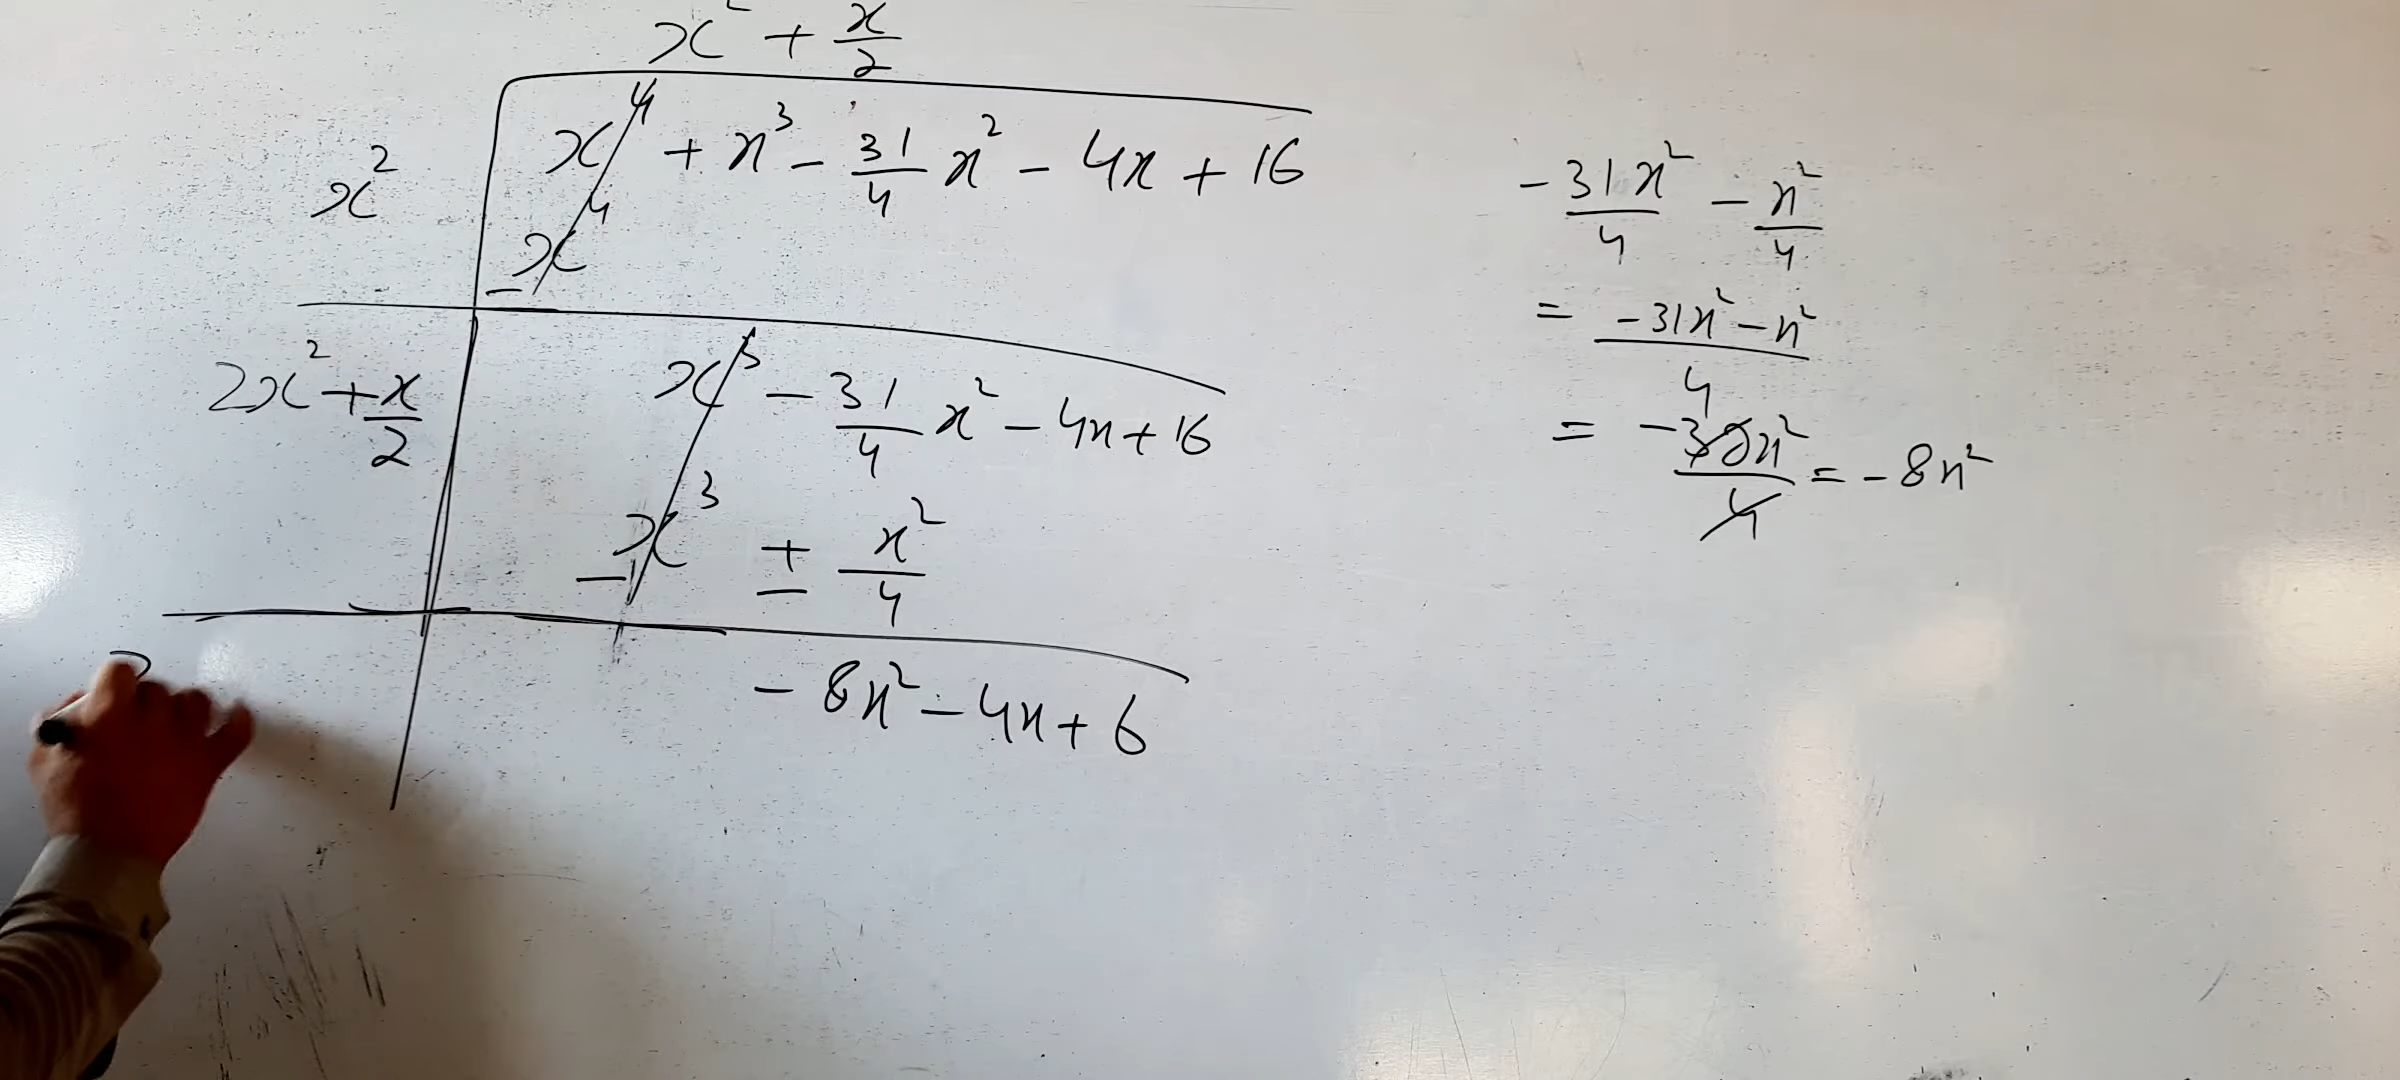 x² + x/2
x² x⁴ + x³ - 31/4 x² - 4x + 16
- x⁴
2x² + x/2 x³ - 31/4 x² - 4x + 16
- x³ ± x²/4
- 8x² - 4x + 6
2
- 31x²/4 - x²/4
= - 31x² - x²/4
= - 32x²/4 = - 8x²